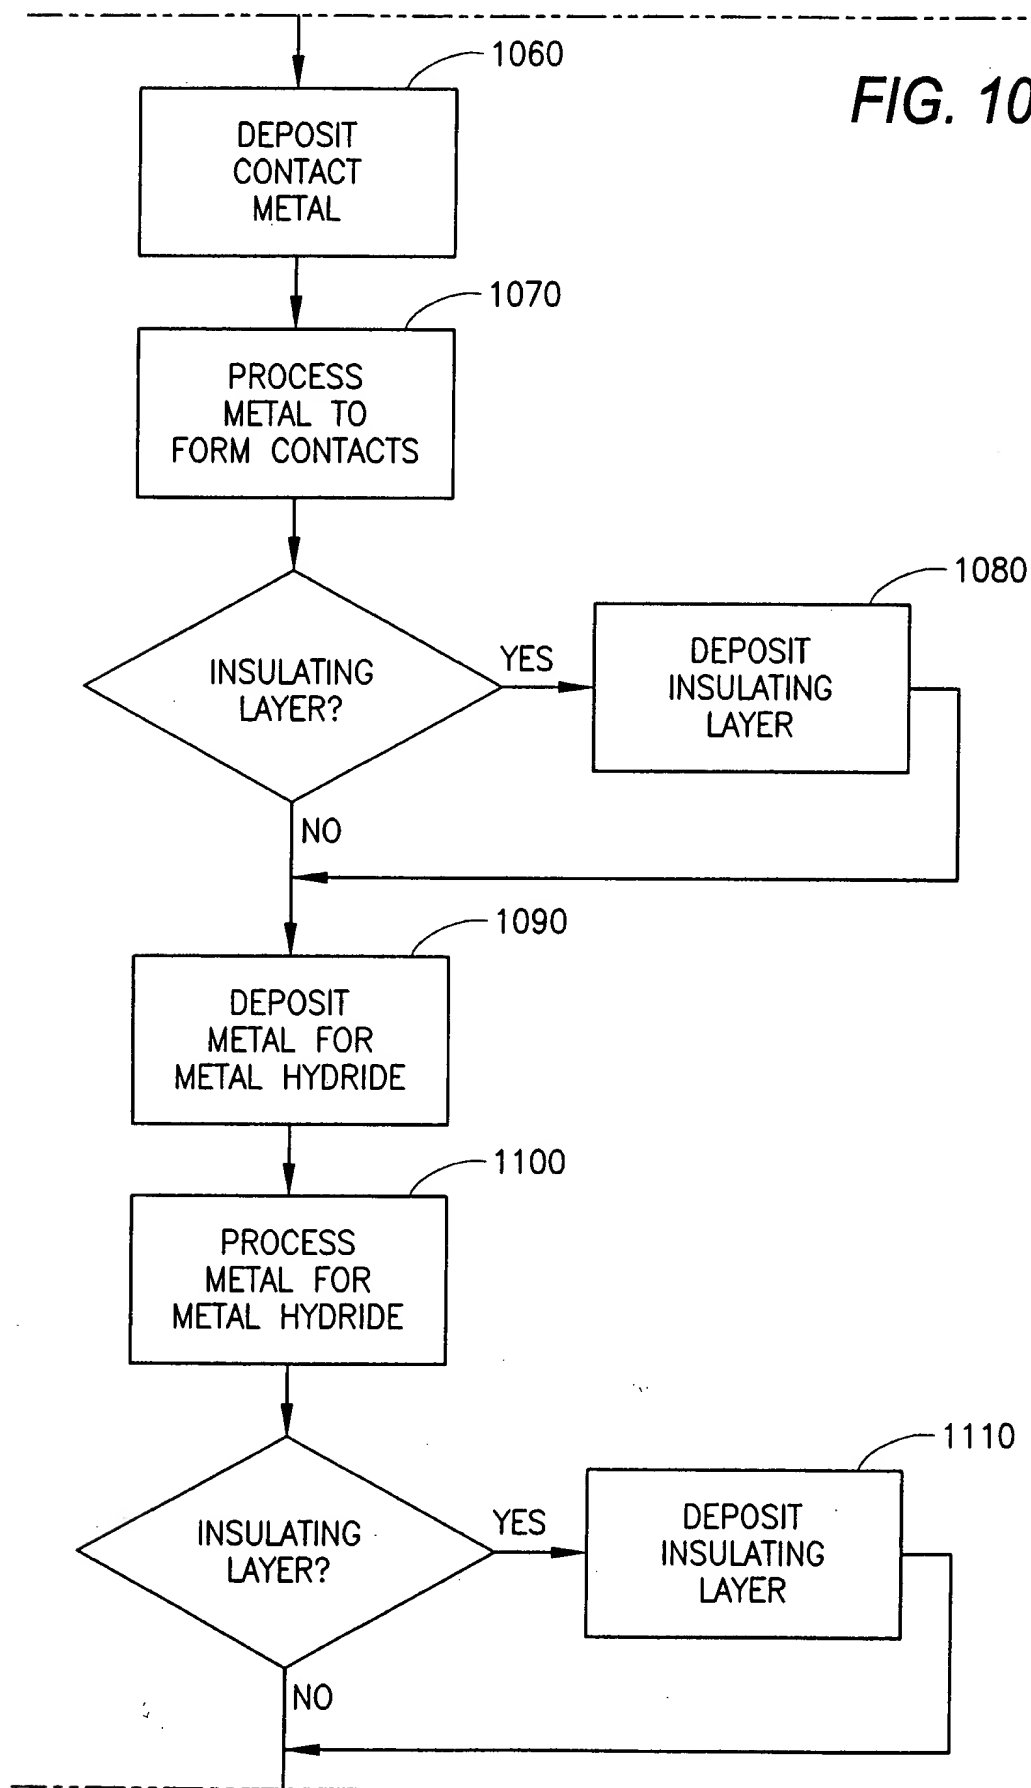 1060
FIG. 10
DEPOSIT
CONTACT
METAL
1070
PROCESS
METAL TO
FORM CONTACTS
1080
INSULATING
LAYER?
YES
DEPOSIT
INSULATING
LAYER
NO
1090
DEPOSIT
METAL FOR
METAL HYDRIDE
1100
PROCESS
METAL FOR
METAL HYDRIDE
1110
INSULATING
LAYER?
YES
DEPOSIT
INSULATING
LAYER
NO